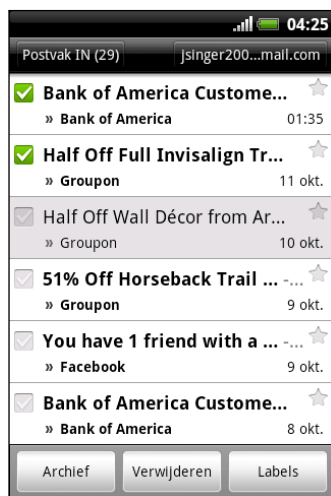 04:25
Postvak IN (29) jsinger200...mail.com
Bank of America Custome...
» Bank of America 01:35
Half Off Full Invisalign Tr...
» Groupon 11 okt.
Half Off Wall Décor from Ar...
» Groupon 10 okt.
51% Off Horseback Trail ... -...
» Groupon 9 okt.
You have 1 friend with a ... -...
» Facebook 9 okt.
Bank of America Custome...
» Bank of America 8 okt.
Archief Verwijderen Labels